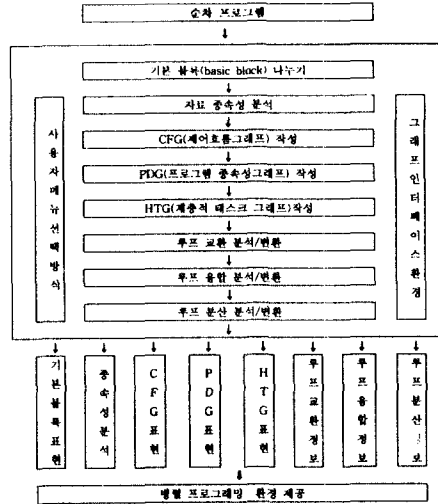 순차 프로그램
기본 블록(basic block) 나누기
자료 종속성 분석
CFG(제어흐름그래프) 작성
PDG(프로그램 종속성그래프) 작성
HTG(계층적 태스크 그래프)작성
루프 교환 분석/변환
루프 융합 분석/변환
루프 분산 분석/변환
사용자메뉴선택방식
그래프인터페이스환경
기본블록표현
종속성분석
CFG표현
PDG표현
HTG표현
루프교환정보
루프융합정보
루프분산정보
병렬 프로그래밍 환경 제공